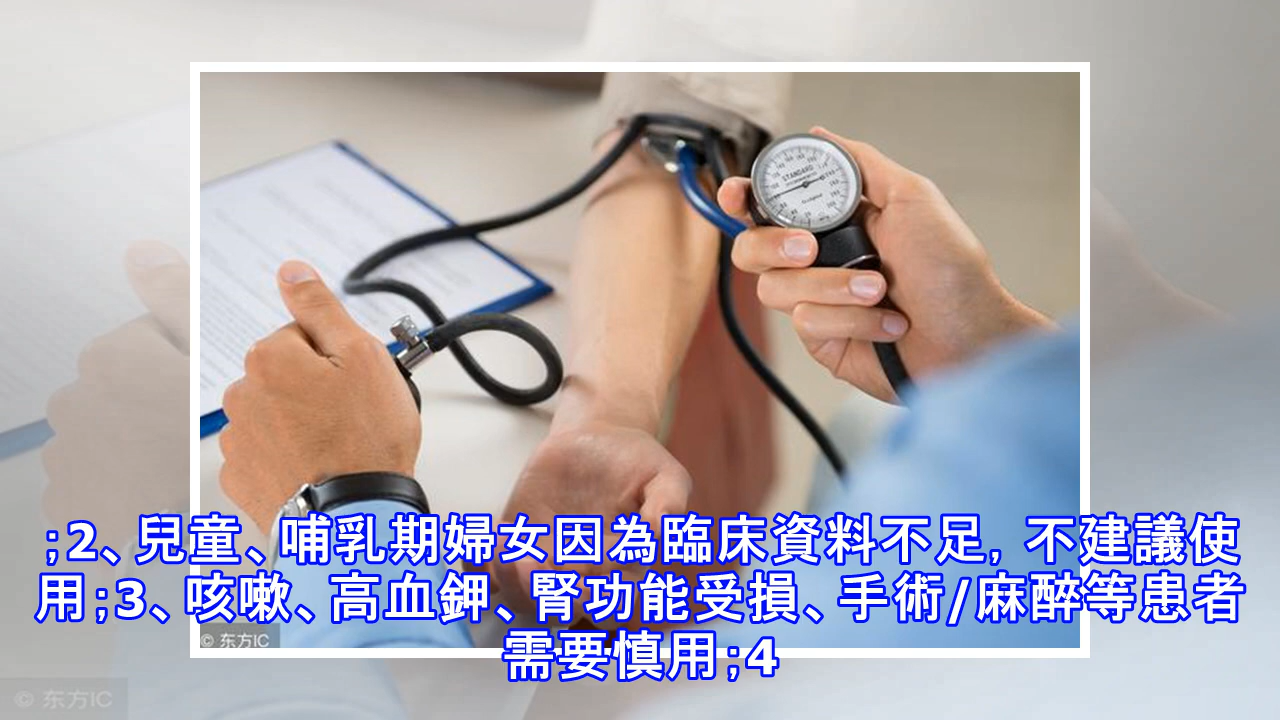 STANDARD
;2、兒童、哺乳期婦女因為臨床資料不足, 不建議使
用;3、咳嗽、高血鉀、腎功能受損、手術/麻醉等患者
需要慎用;4
© 东方IC
© 东方IC